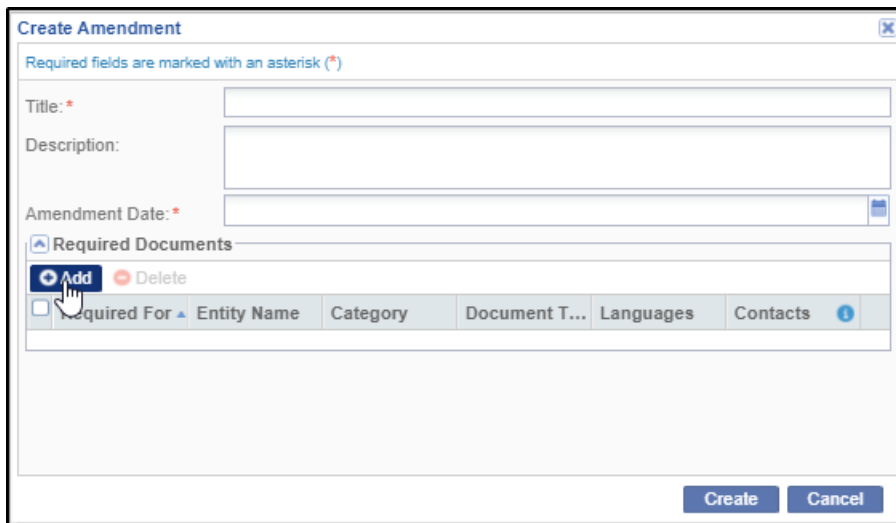 Create Amendment
Required fields are marked with an asterisk (*)
Title:*
Description:
Amendment Date:*
Required Documents
Add Delete
Required For Entity Name Category Document T... Languages Contacts
Create Cancel